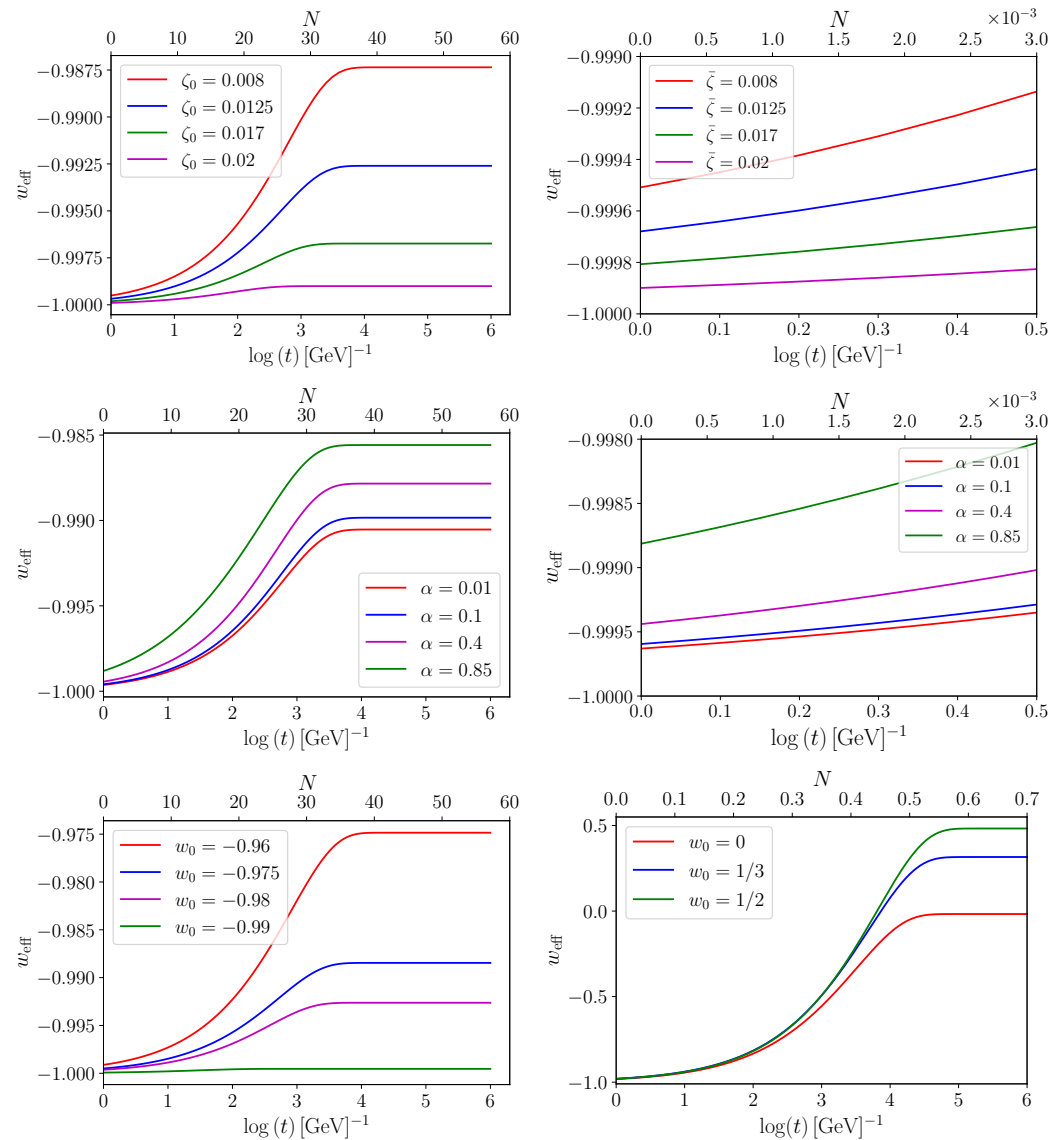 N
0 10 20 30 40 50 60
−0.9875
−0.9900
−0.9925
−0.9950
−0.9975
−1.0000
w_eff
ζ₀ = 0.008
ζ₀ = 0.0125
ζ₀ = 0.017
ζ₀ = 0.02
0 1 2 3 4 5 6
log (t) [GeV]⁻¹
N
×10⁻³
0.0 0.5 1.0 1.5 2.0 2.5 3.0
−0.9990
−0.9992
−0.9994
−0.9996
−0.9998
−1.0000
w_eff
ζ̄ = 0.008
ζ̄ = 0.0125
ζ̄ = 0.017
ζ̄ = 0.02
0.0 0.1 0.2 0.3 0.4 0.5
log (t) [GeV]⁻¹
N
0 10 20 30 40 50 60
−0.985
−0.990
−0.995
−1.000
w_eff
α = 0.01
α = 0.1
α = 0.4
α = 0.85
0 1 2 3 4 5 6
log (t) [GeV]⁻¹
N
×10⁻³
0.0 0.5 1.0 1.5 2.0 2.5 3.0
−0.9980
−0.9985
−0.9990
−0.9995
−1.0000
w_eff
α = 0.01
α = 0.1
α = 0.4
α = 0.85
0.0 0.1 0.2 0.3 0.4 0.5
log (t) [GeV]⁻¹
N
0 10 20 30 40 50 60
−0.975
−0.980
−0.985
−0.990
−0.995
−1.000
w_eff
w₀ = −0.96
w₀ = −0.975
w₀ = −0.98
w₀ = −0.99
0 1 2 3 4 5 6
log (t) [GeV]⁻¹
N
0.0 0.1 0.2 0.3 0.4 0.5 0.6 0.7
0.5
0.0
−0.5
−1.0
w_eff
w₀ = 0
w₀ = 1/3
w₀ = 1/2
0 1 2 3 4 5 6
log(t) [GeV]⁻¹